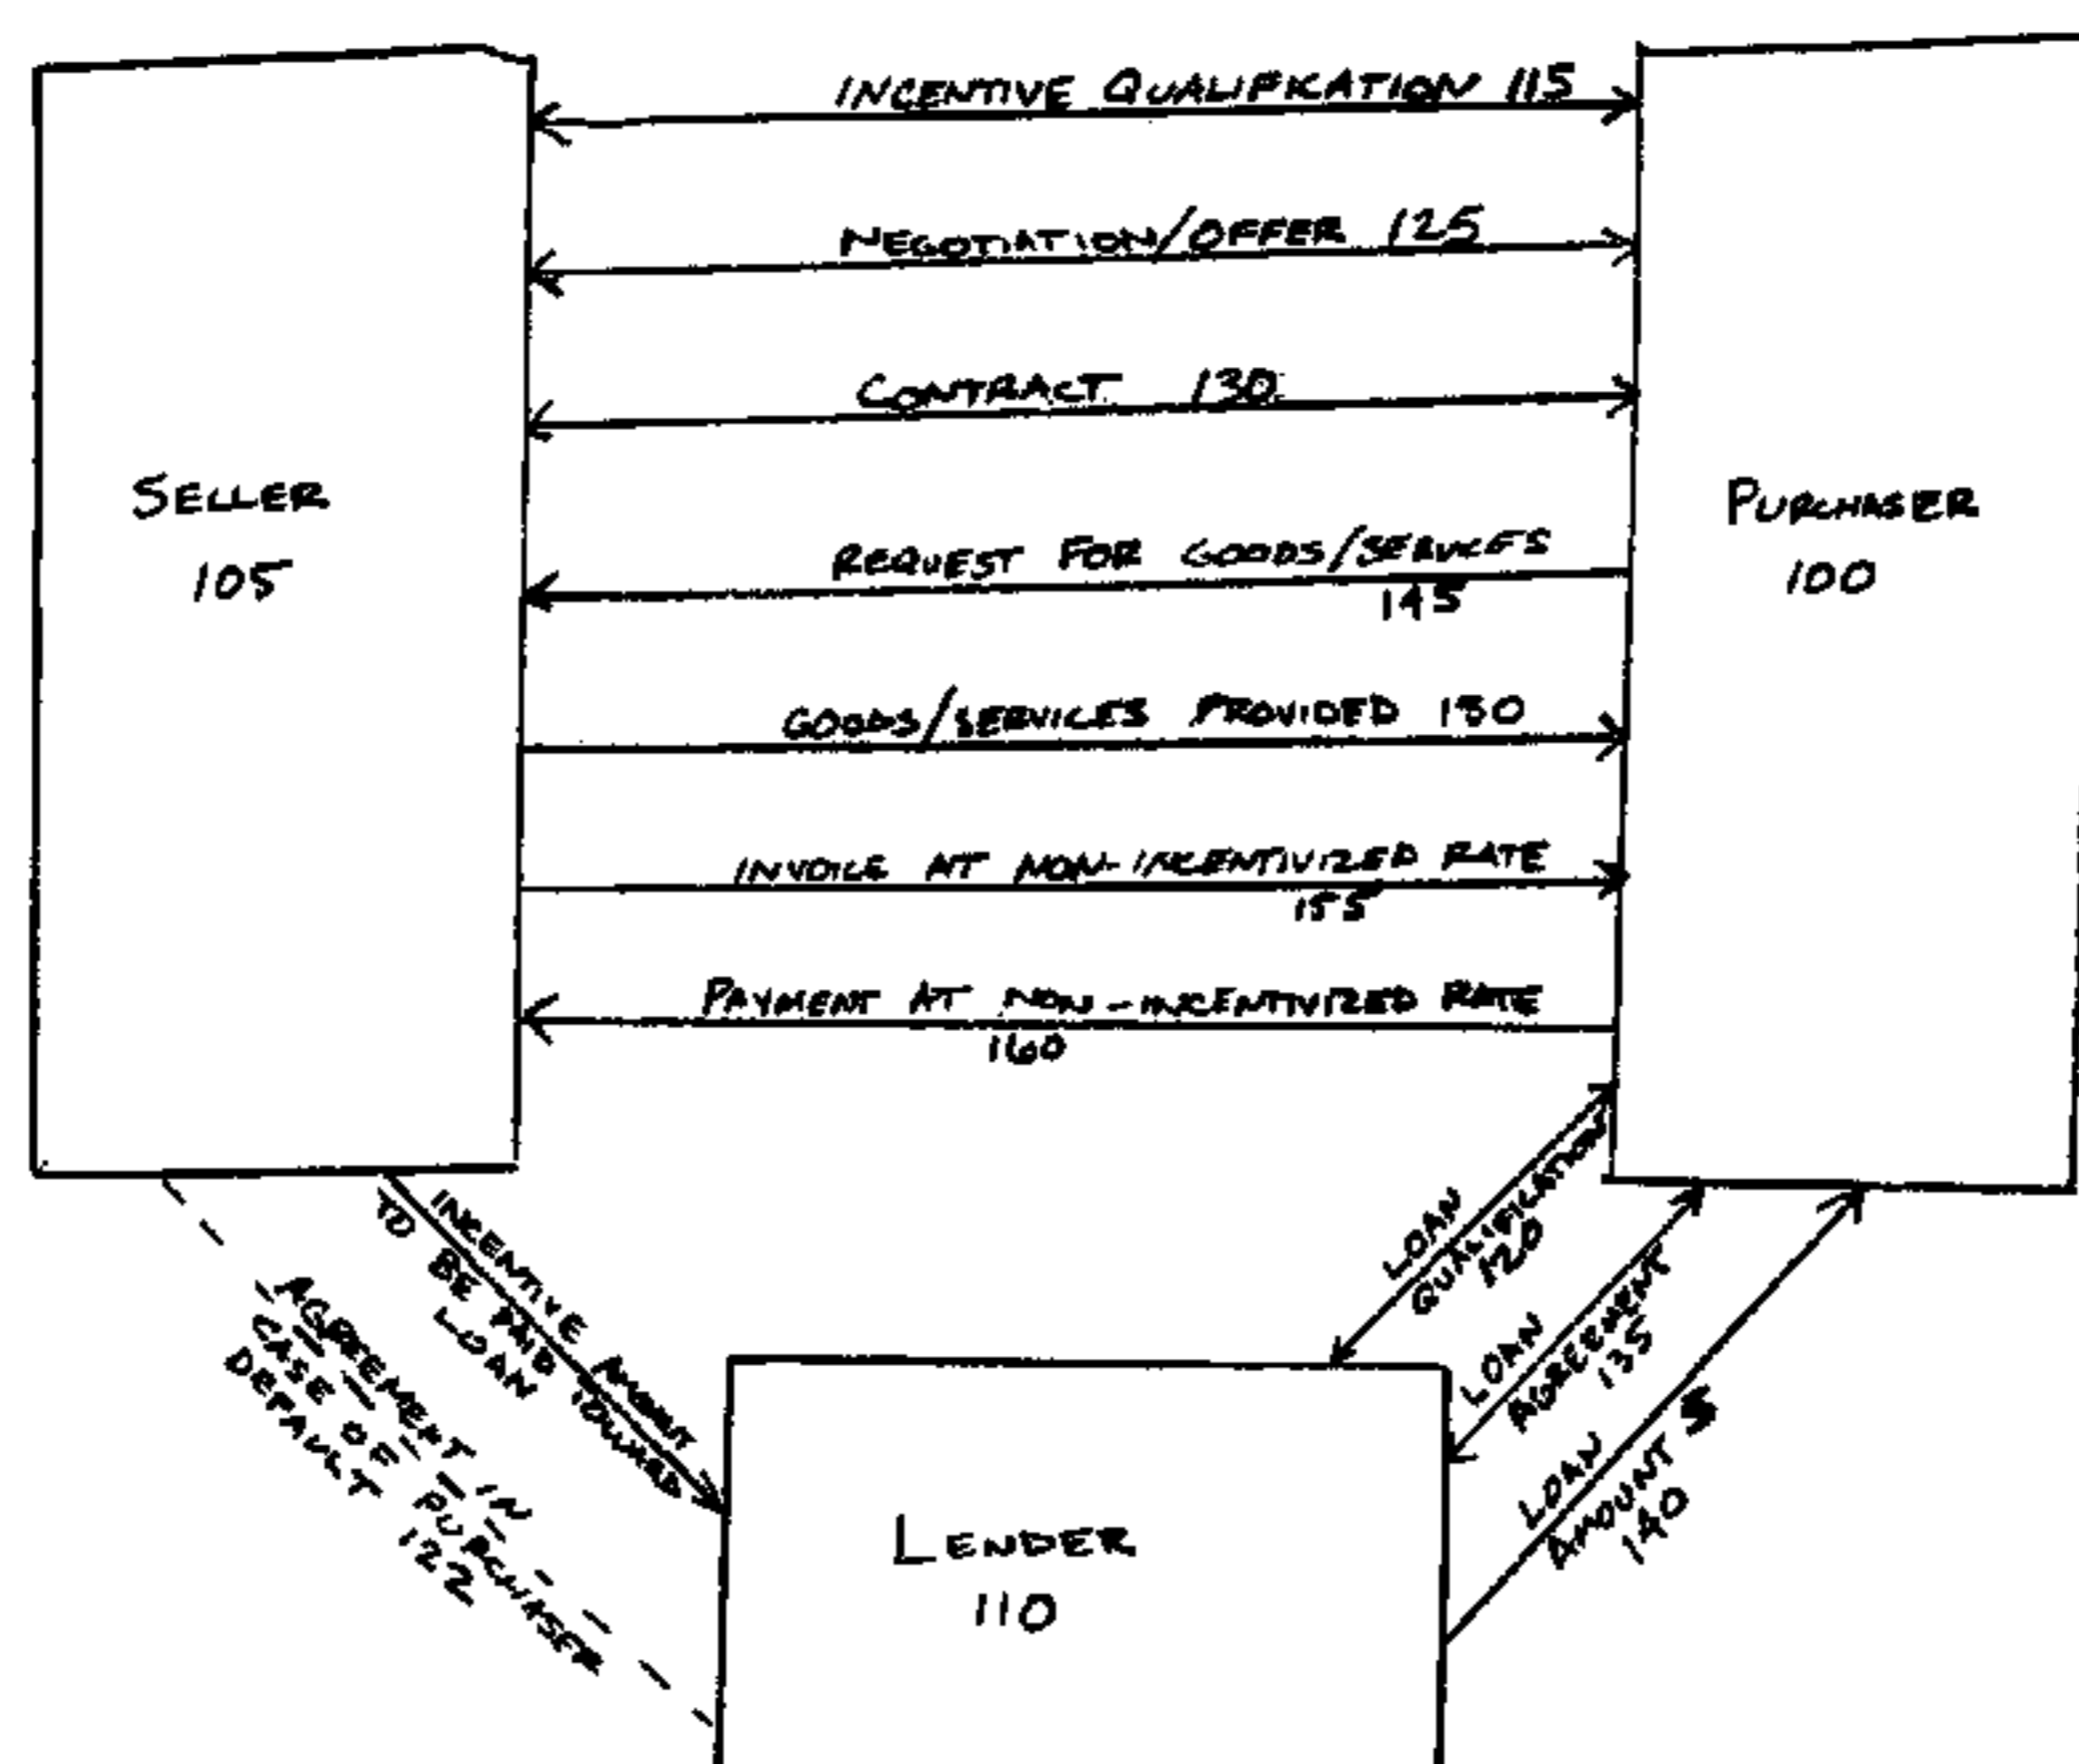 INCENTIVE QUALIFICATION 115
NEGOTIATION/OFFER 125
CONTRACT 130
SELLER
105
PURCHASER
100
REQUEST FOR GOODS/SERVICES
145
GOODS/SERVICES PROVIDED 150
INVOICE AT NON-INCENTIVIZED RATE
155
PAYMENT AT NON-INCENTIVIZED RATE
160
INCENTIVE AMOUNT
TO BE PAID TOWARD
LOAN
AGREEMENT IN
CASE OF PURCHASER
DEFAULT 122
LOAN
QUALIFICATIONS
120
LOAN
AGREEMENT
135
LOAN
AMOUNT $
140
LENDER
110